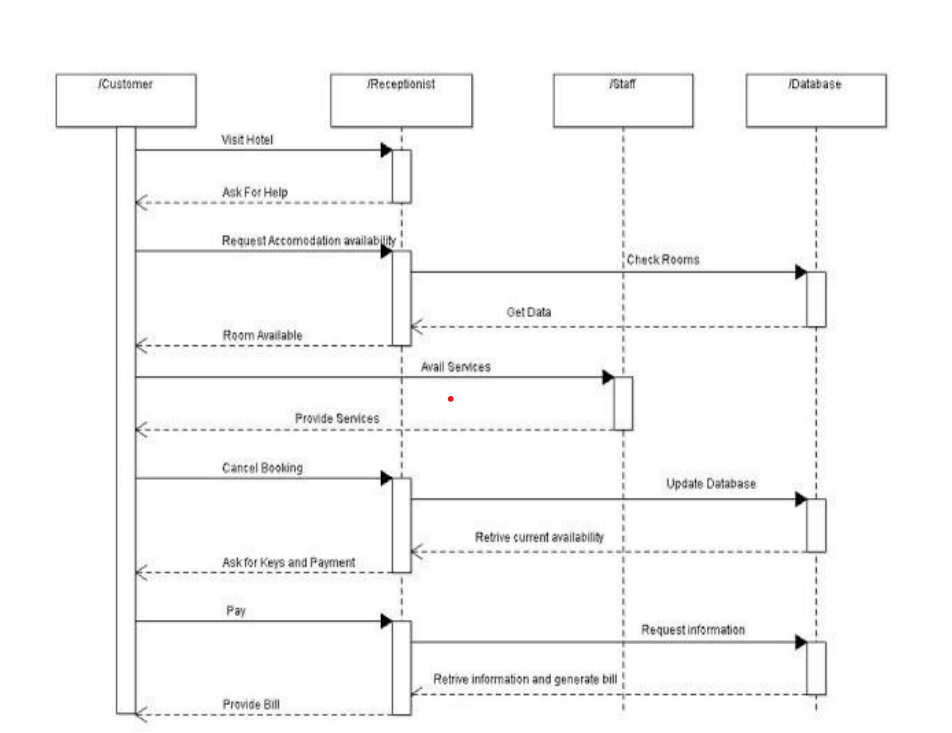 /Customer
/Receptionist
/Staff
/Database
Visit Hotel
Ask For Help
Request Accomodation availability
Check Rooms
Get Data
Room Available
Avail Services
Provide Services
Cancel Booking
Update Database
Retrive current availability
Ask for Keys and Payment
Pay
Request information
Retrive information and generate bill
Provide Bill